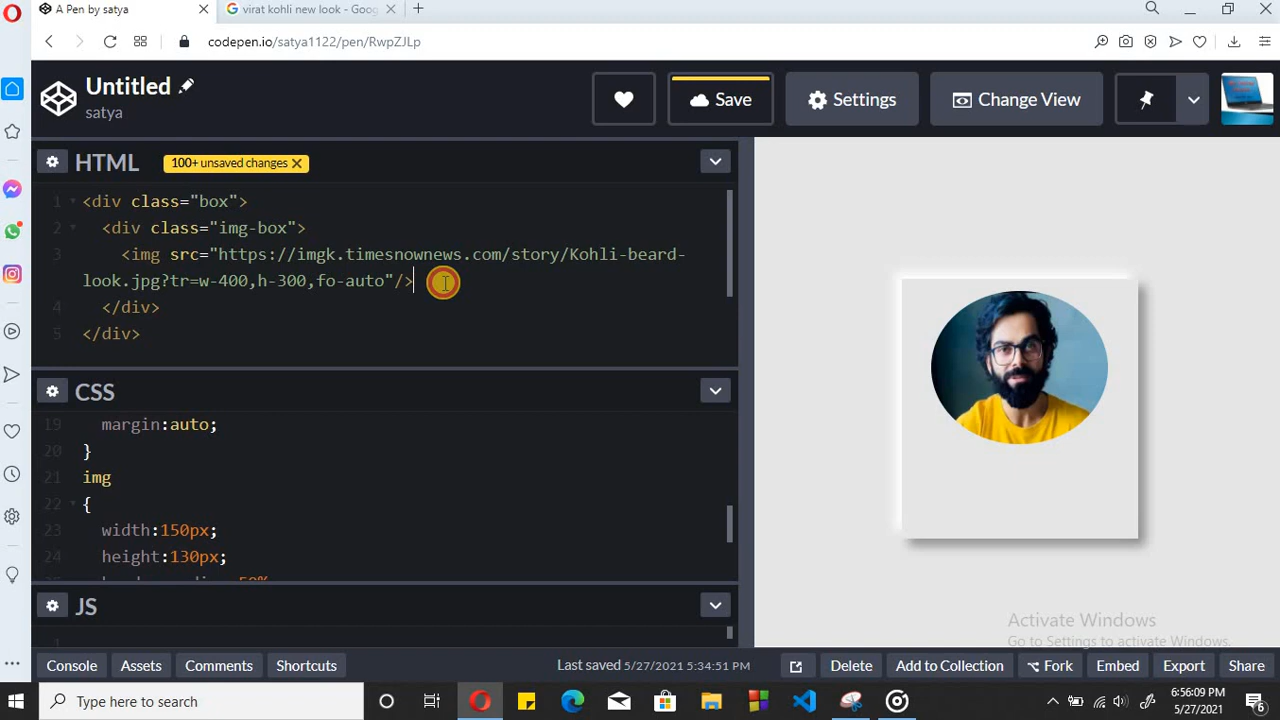 A Pen by satya
virat kohli new look - Goog
codepen.io/satya1122/pen/RwpZJLp
Untitled
satya
Save
Settings
Change View
HTML
100+ unsaved changes
1 <div class="box">
2 <div class="img-box">
3 <img src="https://imgk.timesnownews.com/story/Kohli-beard-
look.jpg?tr=w-400,h-300,fo-auto"/>
4 </div>
5 </div>
CSS
19 margin:auto;
20 }
21 img
22 {
23 width:150px;
24 height:130px;
JS
1
Activate Windows
Go to Settings to activate Windows.
Console
Assets
Comments
Shortcuts
Last saved 5/27/2021 5:34:51 PM
Delete
Add to Collection
Fork
Embed
Export
Share
Type here to search
6:56:09 PM
5/27/2021
6